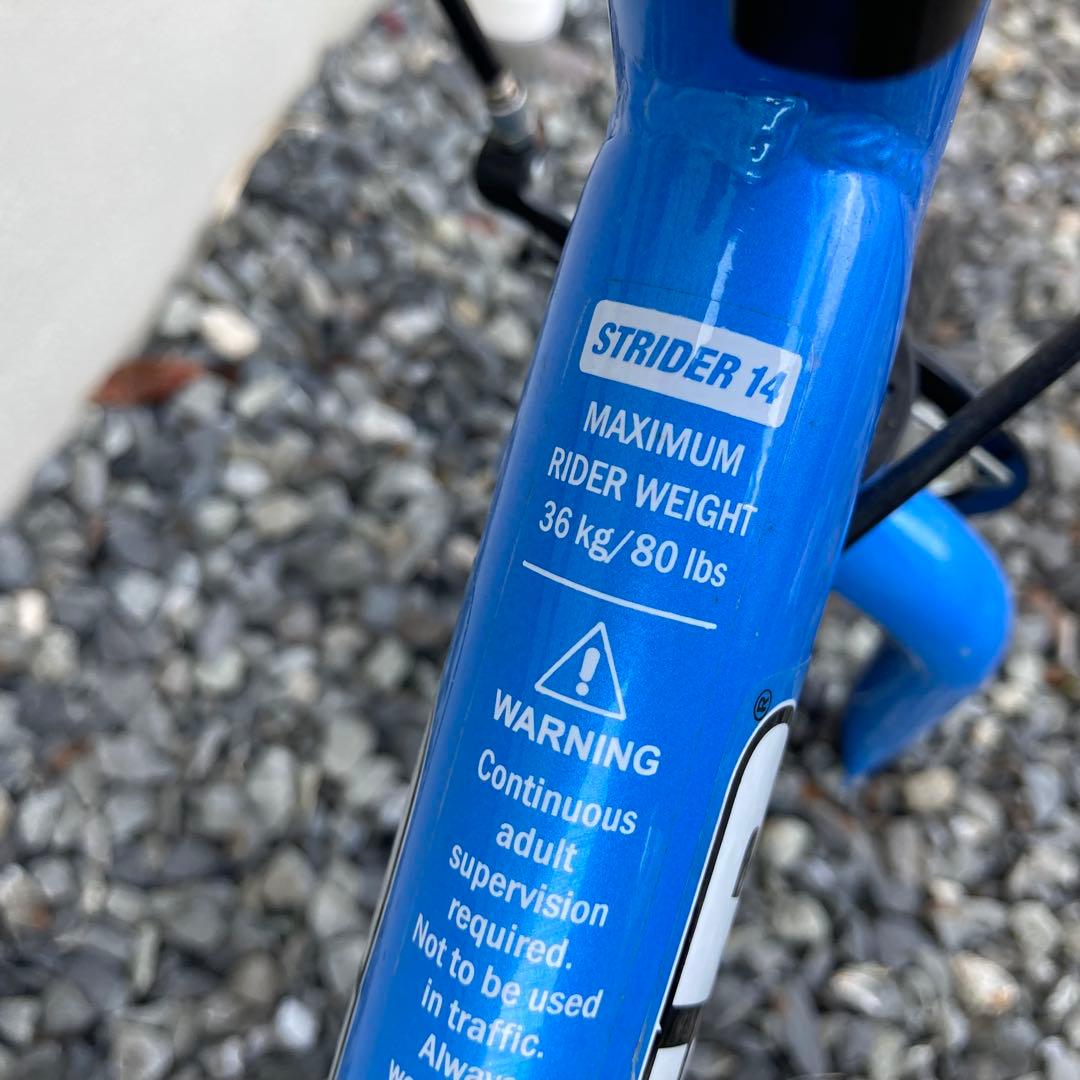 STRIDER 14
MAXIMUM
RIDER WEIGHT
36 kg/80 lbs
WARNING
Continuous
adult
supervision
required.
Not to be used
in traffic.
®